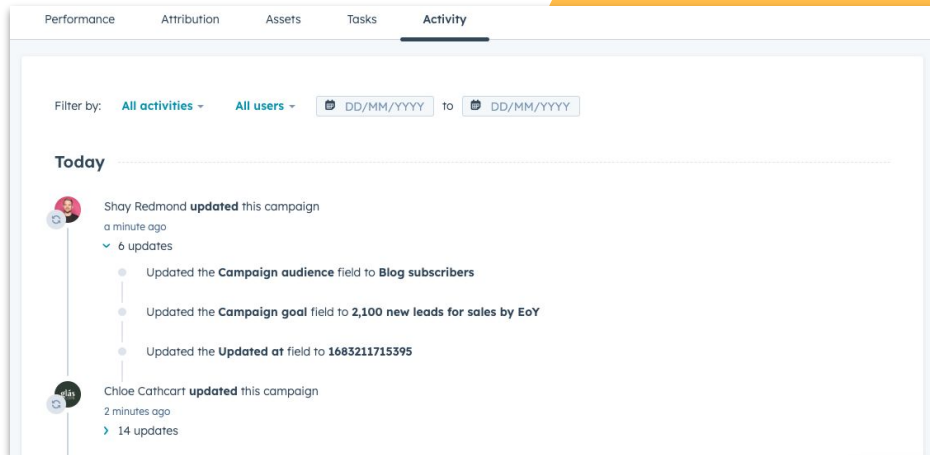 Performance Attribution Assets Tasks Activity
Filter by: All activities All users DD/MM/YYYY to DD/MM/YYYY
Today
Shay Redmond updated this campaign
a minute ago
6 updates
Updated the Campaign audience field to Blog subscribers
Updated the Campaign goal field to 2,100 new leads for sales by EoY
Updated the Updated at field to 1683211715395
glás
Chloe Cathcart updated this campaign
2 minutes ago
14 updates